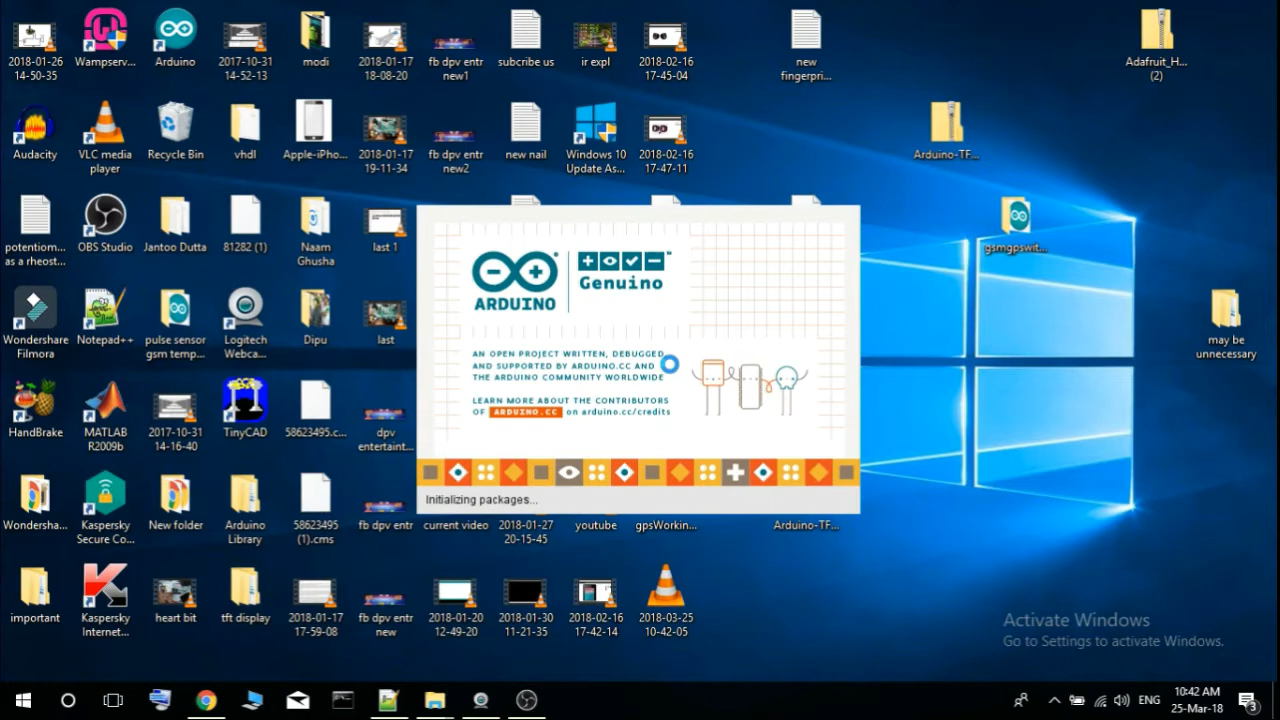 2018-01-26
14-50-35
Wampserv...
Arduino
2017-10-31
14-52-13
modi
2018-01-17
18-08-20
fb dpv entr
new1
subcribe us
ir expl
2018-02-16
17-45-04
new
fingerpri...
Adafruit_H...
(2)
Audacity
VLC media
player
Recycle Bin
vhdl
Apple-iPho...
2018-01-17
19-11-34
fb dpv entr
new2
new nail
Windows 10
Update As...
2018-02-16
17-47-11
Arduino-TF...
potentiom...
as a rheost...
OBS Studio
Jantoo Dutta
81282 (1)
Naam
Ghusha
last 1
gsmgpswit...
Wondershare
Filmora
Notepad++
pulse sensor
gsm temp...
Logitech
Webca...
Dipu
last
may be
unnecessary
HandBrake
MATLAB
R2009b
2017-10-31
14-16-40
TinyCAD
58623495.c...
dpv
entertaint...
ARDUINO
Genuino™
AN OPEN PROJECT WRITTEN, DEBUGGED
AND SUPPORTED BY ARDUINO.CC AND
THE ARDUINO COMMUNITY WORLDWIDE
LEARN MORE ABOUT THE CONTRIBUTORS
OF ARDUINO.CC on arduino.cc/credits
Initializing packages...
Wondersha...
Kaspersky
Secure Co...
New folder
Arduino
Library
58623495
(1).cms
fb dpv entr
current video
2018-01-27
20-15-45
youtube
gpsWorkin...
Arduino-TF...
important
Kaspersky
Internet...
heart bit
tft display
2018-01-17
17-59-08
fb dpv entr
new
2018-01-20
12-49-20
2018-01-30
11-21-35
2018-02-16
17-42-14
2018-03-25
10-42-05
Activate Windows
Go to Settings to activate Windows.
ENG
10:42 AM
25-Mar-18
3